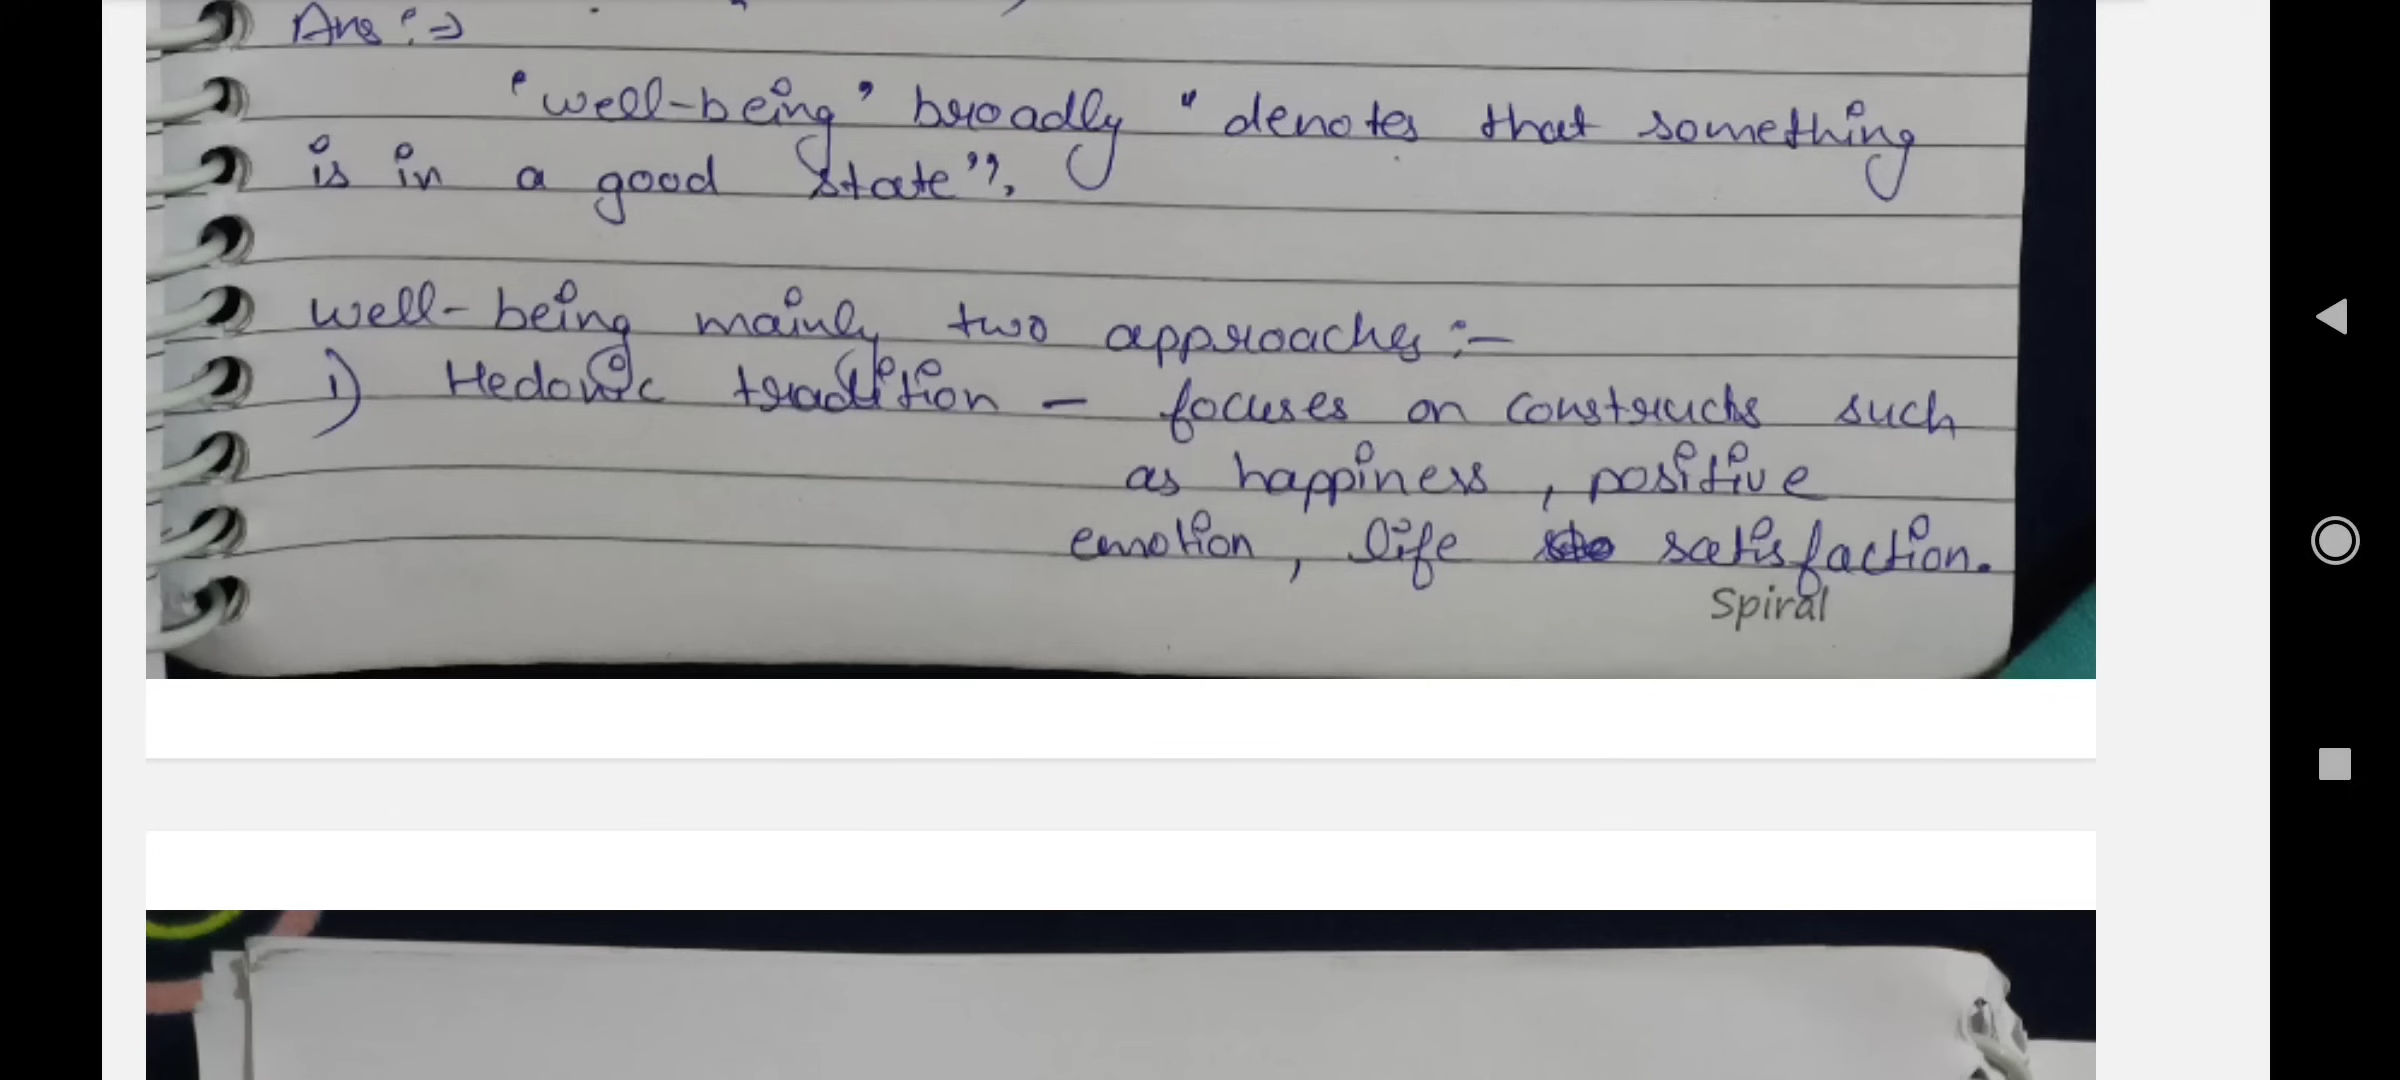 Ans :⇒
'well-being' broadly "denotes that something
is in a good state",
well-being mainly two approaches :-
i) Hedonic tradition - focuses on constructs such
as happiness, positive
emotion, life satisfaction.
Spiral